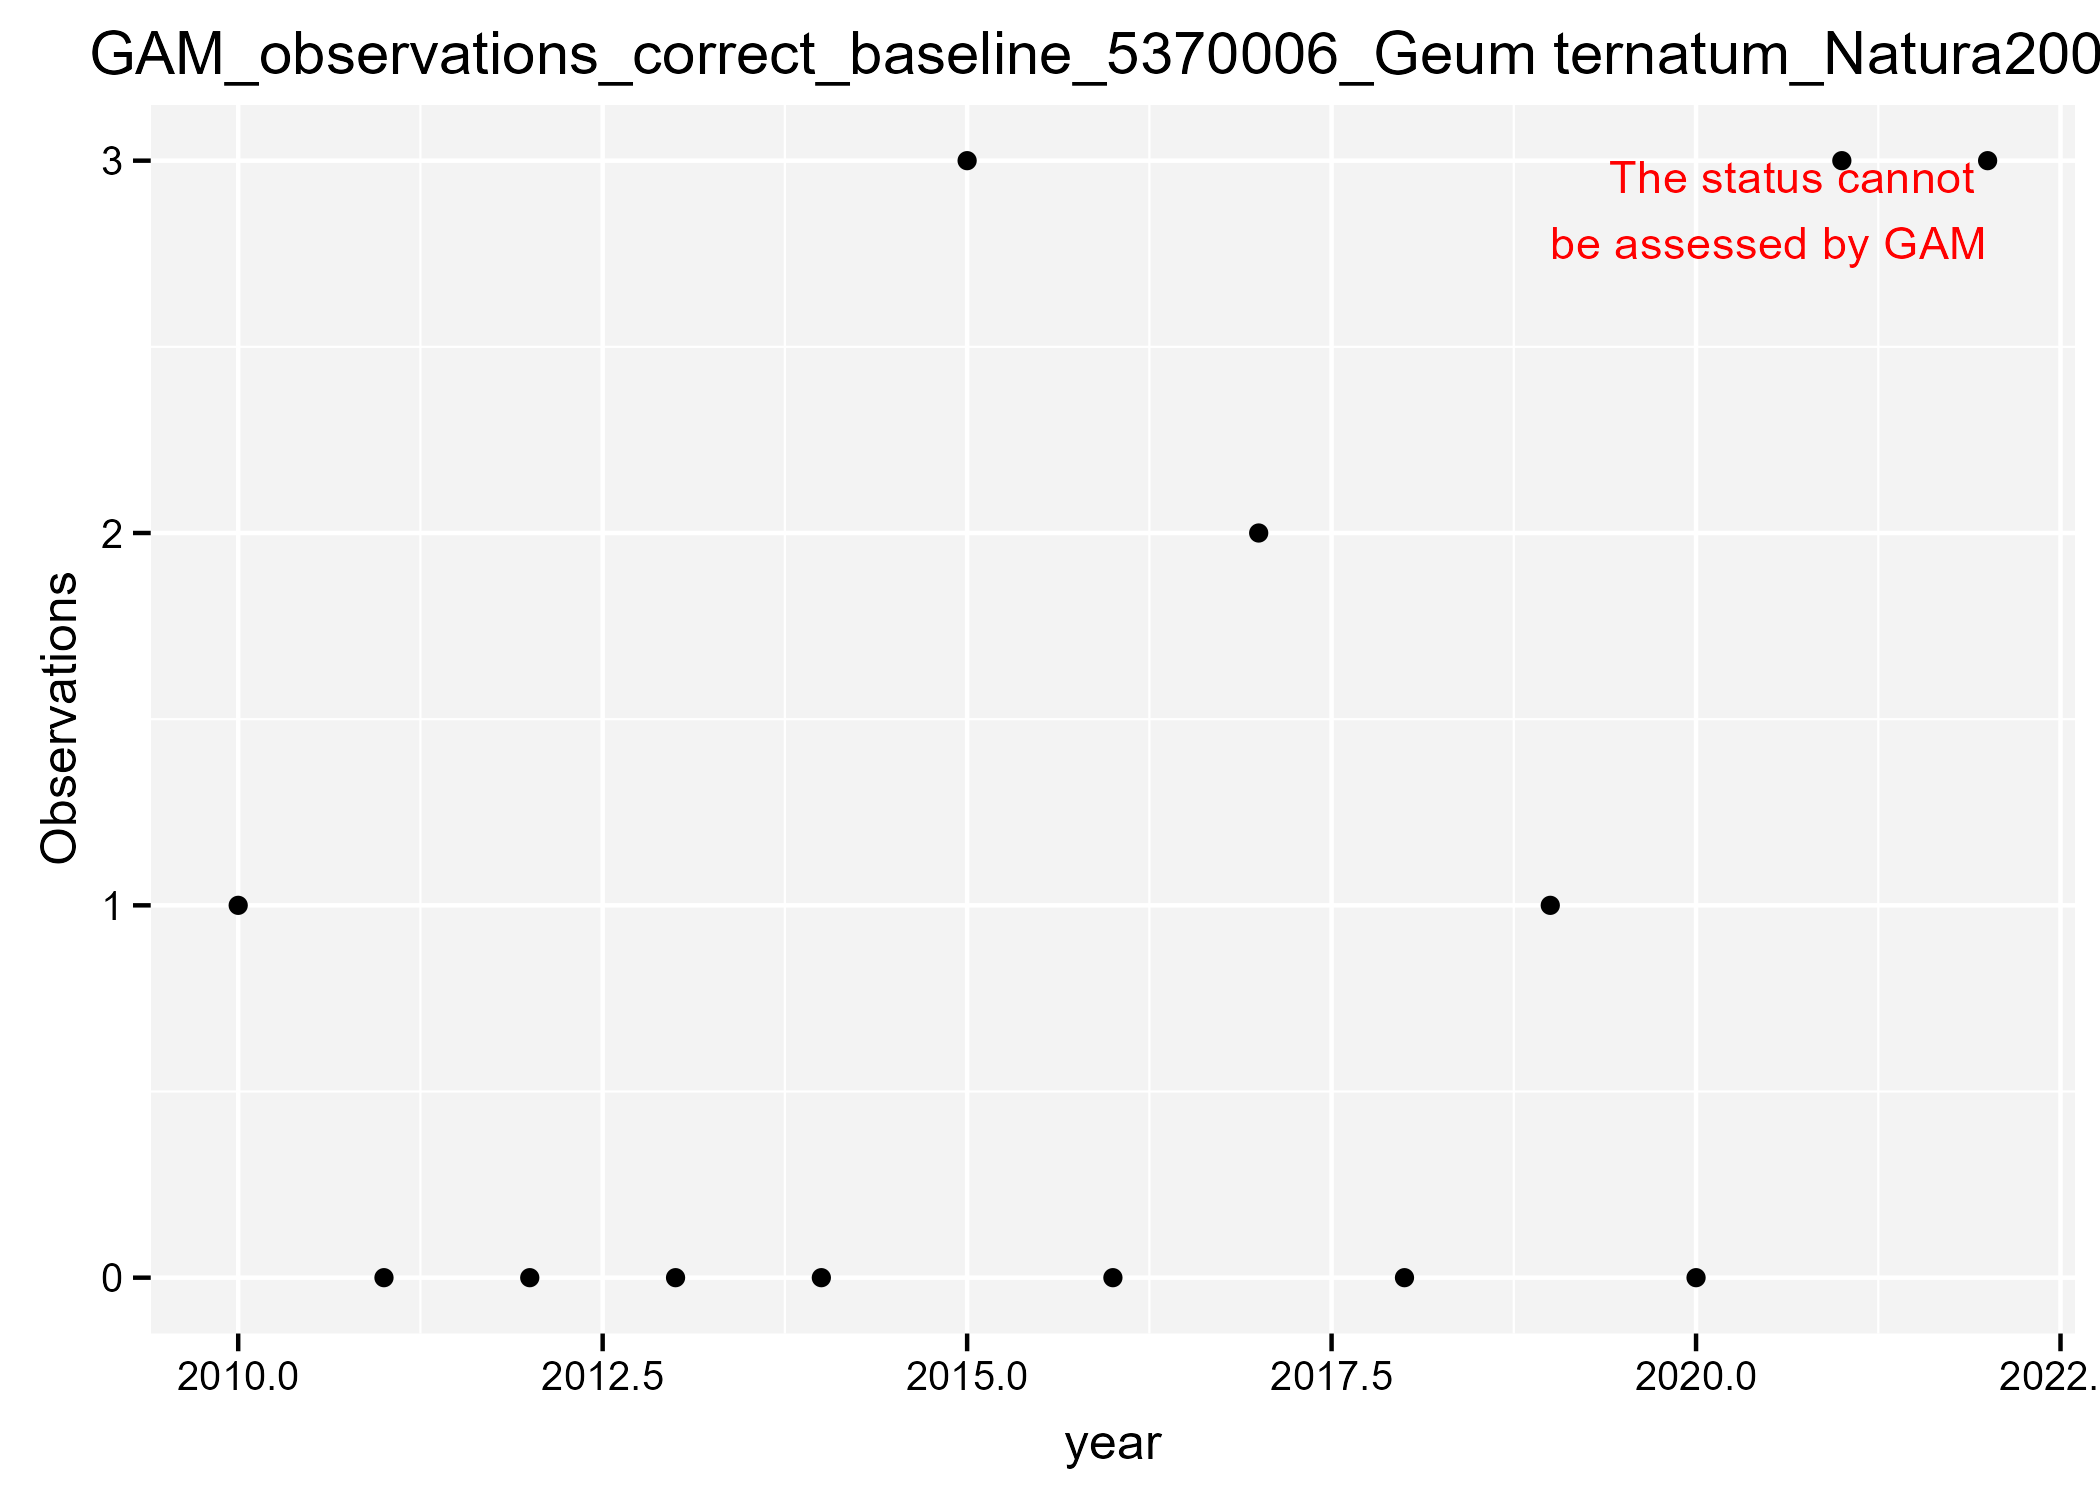 GAM_observations_correct_baseline_5370006_Geum ternatum_Natura200
3
The status cannot
be assessed by GAM
2
Observations
1
0
2010.0 2012.5 2015.0 2017.5 2020.0 2022.
year